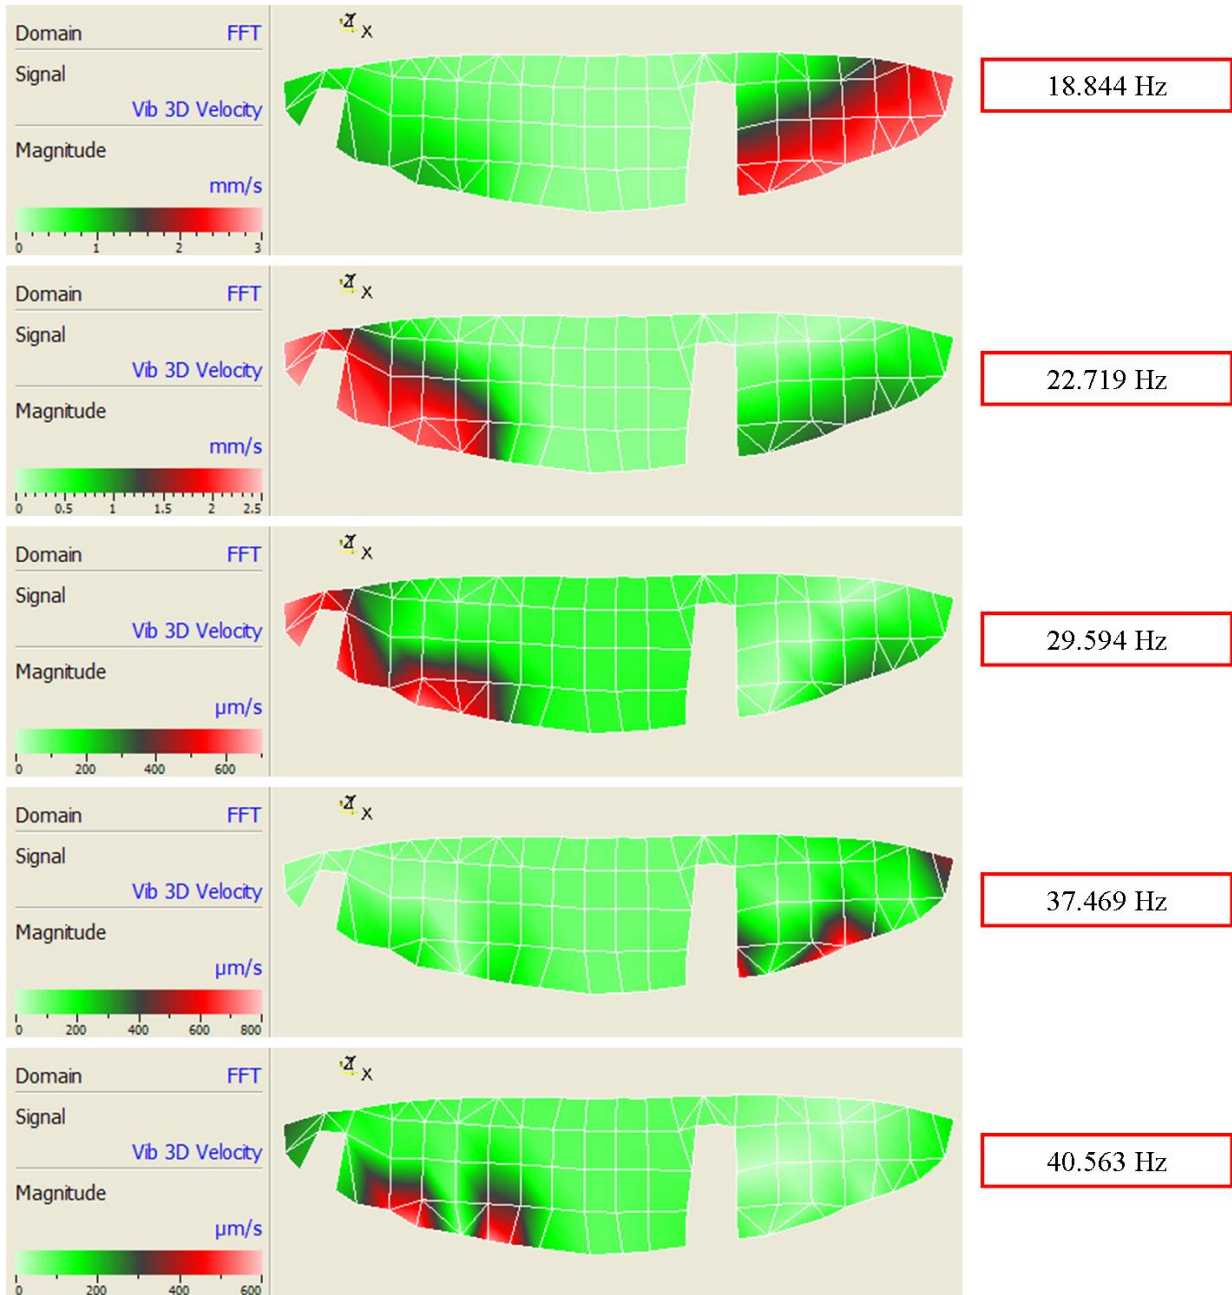 Domain FFT
Signal
Vib 3D Velocity
Magnitude
mm/s
0 1 2 3
X
18.844 Hz
Domain FFT
Signal
Vib 3D Velocity
Magnitude
mm/s
0 0.5 1 1.5 2 2.5
X
22.719 Hz
Domain FFT
Signal
Vib 3D Velocity
Magnitude
µm/s
0 200 400 600
X
29.594 Hz
Domain FFT
Signal
Vib 3D Velocity
Magnitude
µm/s
0 200 400 600 800
X
37.469 Hz
Domain FFT
Signal
Vib 3D Velocity
Magnitude
µm/s
0 200 400 600
X
40.563 Hz